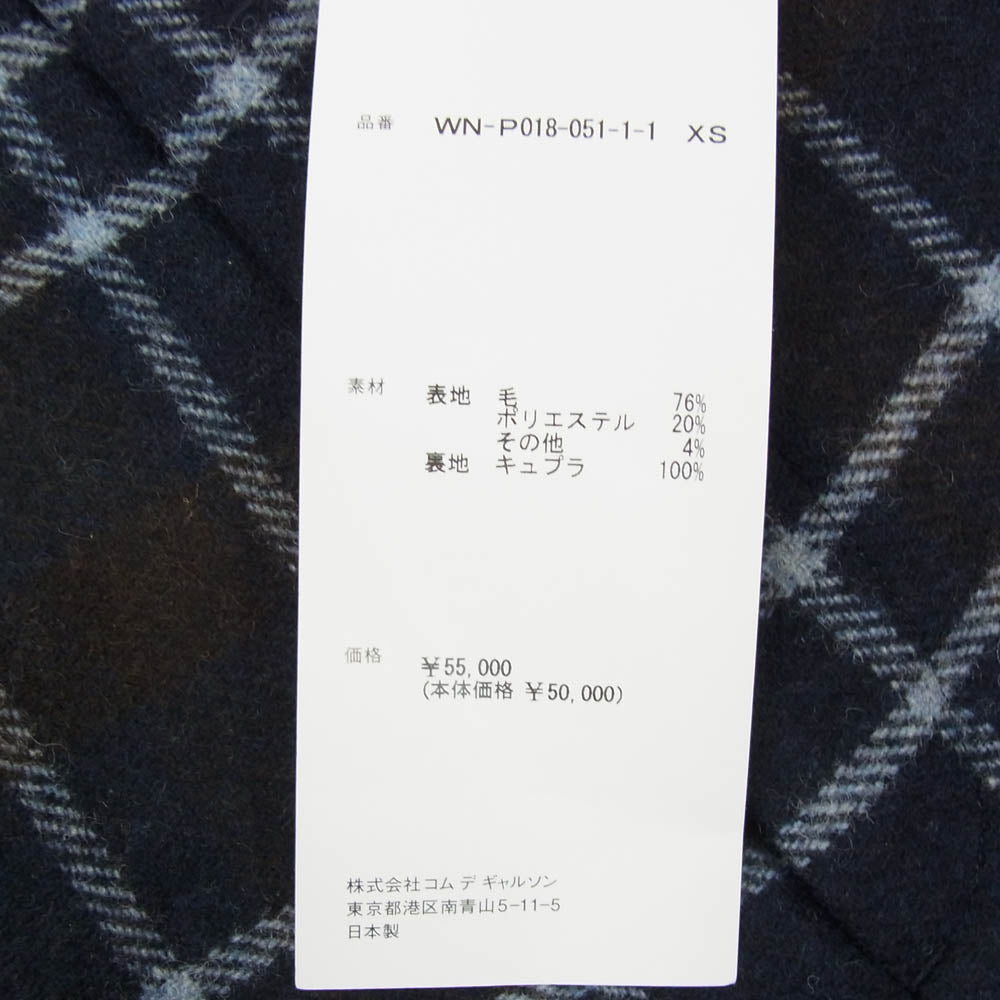 品番 WN-P018-051-1-1 XS
素材 表地 毛 76%
ポリエステル 20%
その他 4%
裏地 キュプラ 100%
価格 ¥55,000
(本体価格 ¥50,000)
株式会社コム デ ギャルソン
東京都港区南青山5-11-5
日本製